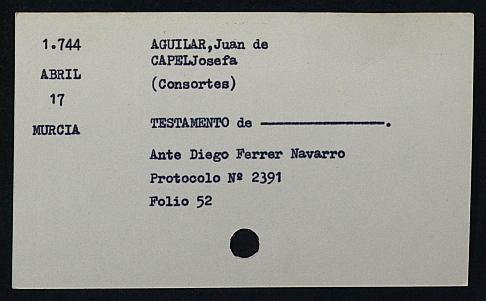 1.744
ABRIL
17
MURCIA
AGUILAR,Juan de
CAPELJosefa
(Consortes)
TESTAMENTO de ————————.
Ante Diego Ferrer Navarro
Protocolo Nº 2391
Folio 52